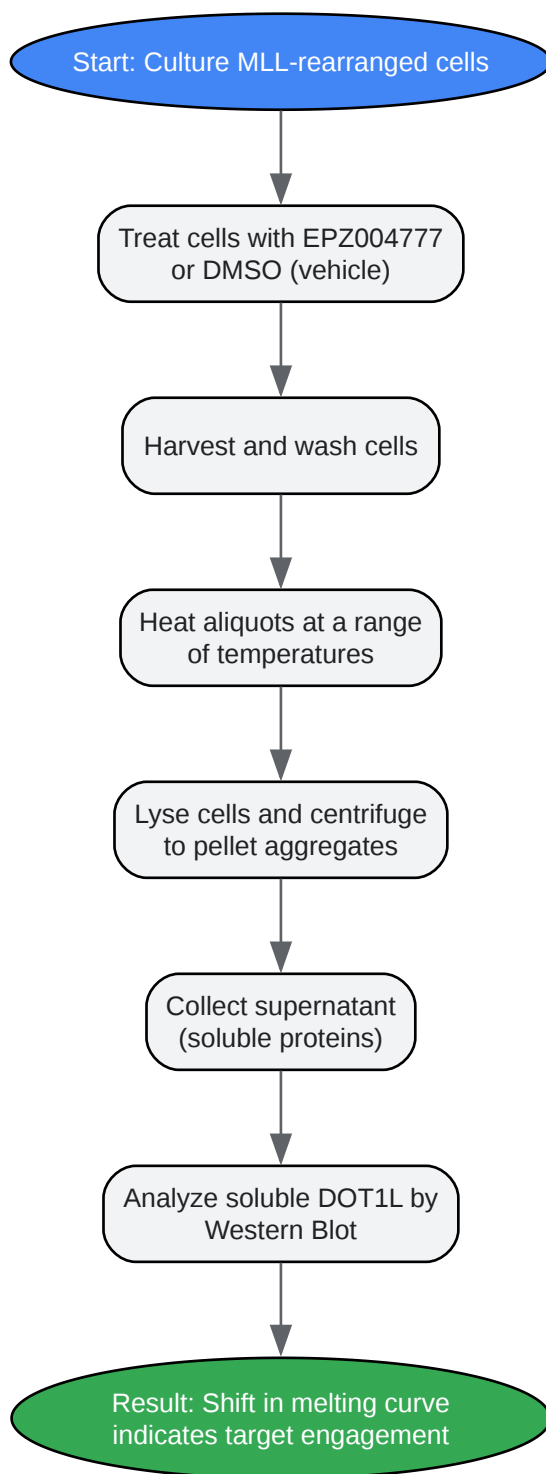 Start: Culture MLL-rearranged cells
Treat cells with EPZ004777
or DMSO (vehicle)
Harvest and wash cells
Heat aliquots at a range
of temperatures
Lyse cells and centrifuge
to pellet aggregates
Collect supernatant
(soluble proteins)
Analyze soluble DOT1L by
Western Blot
Result: Shift in melting curve
indicates target engagement